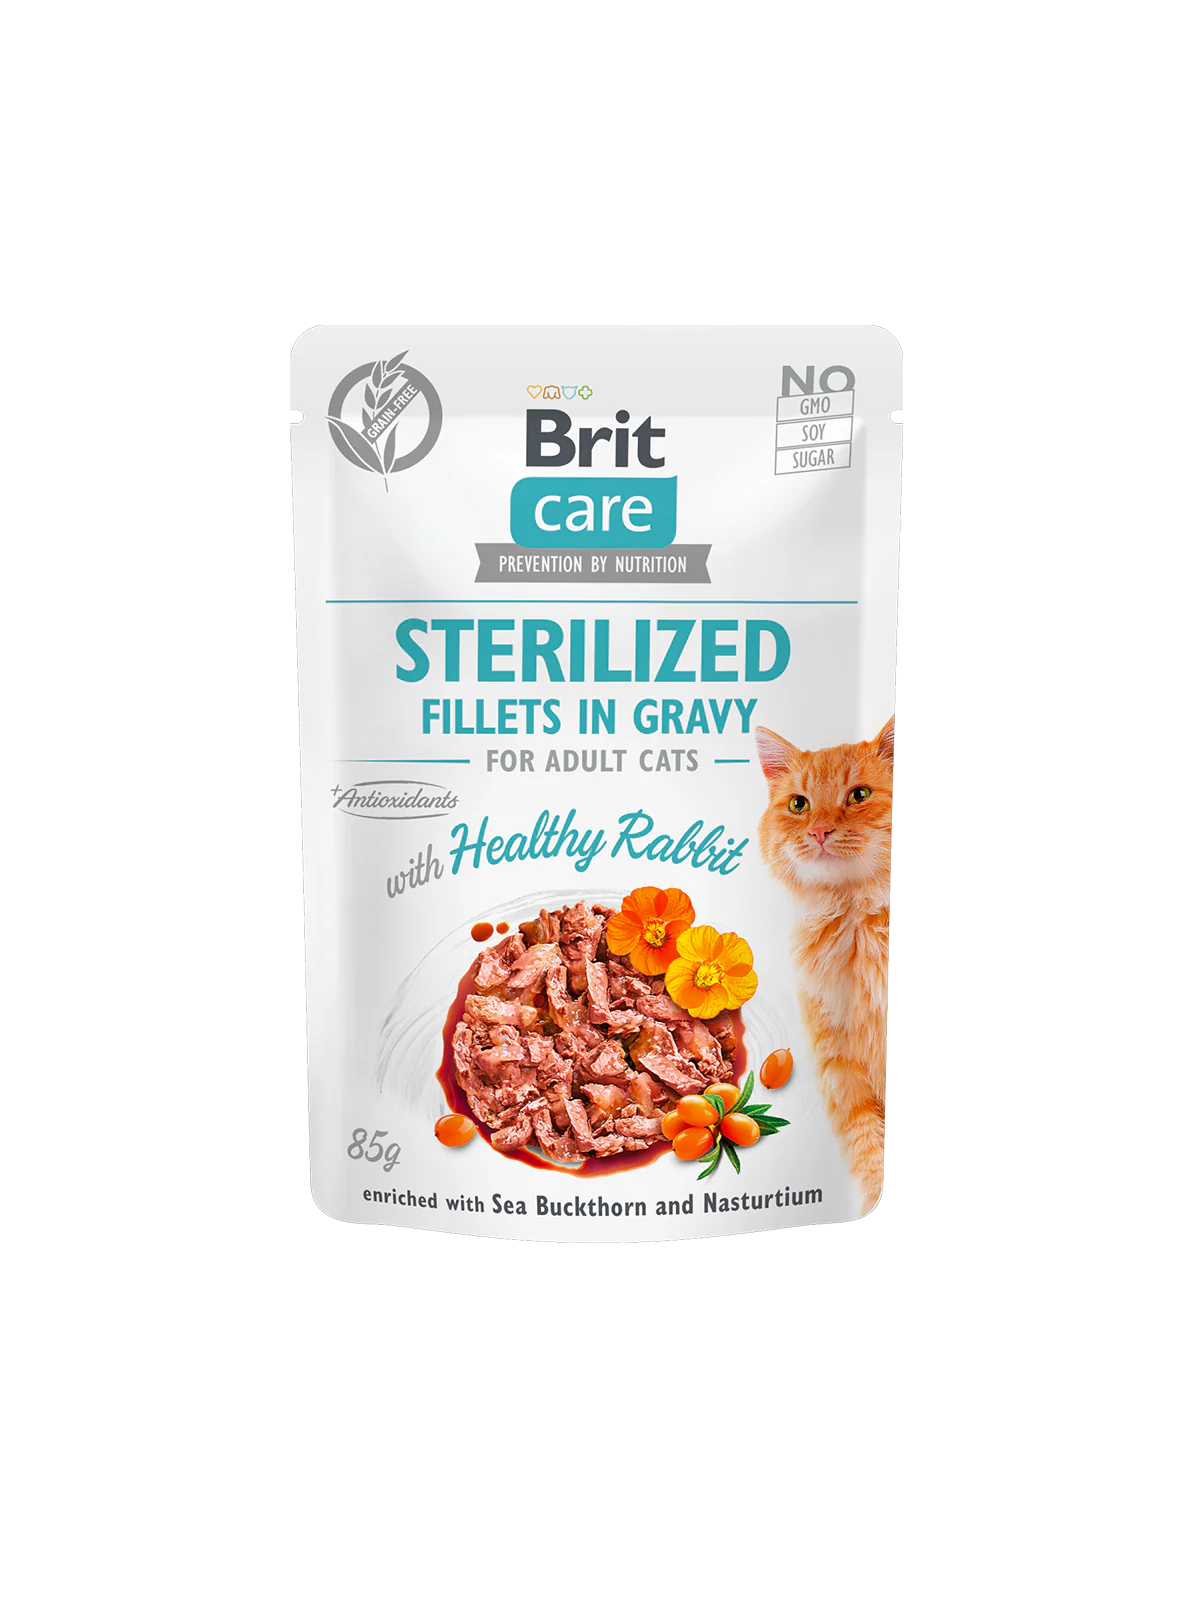 GRAIN-FREE
NO
GMO
SOY
SUGAR
Brit
care
PREVENTION BY NUTRITION
STERILIZED
FILLETS IN GRAVY
FOR ADULT CATS
+Antioxidants
with Healthy Rabbit
85g
enriched with Sea Buckthorn and Nasturtium